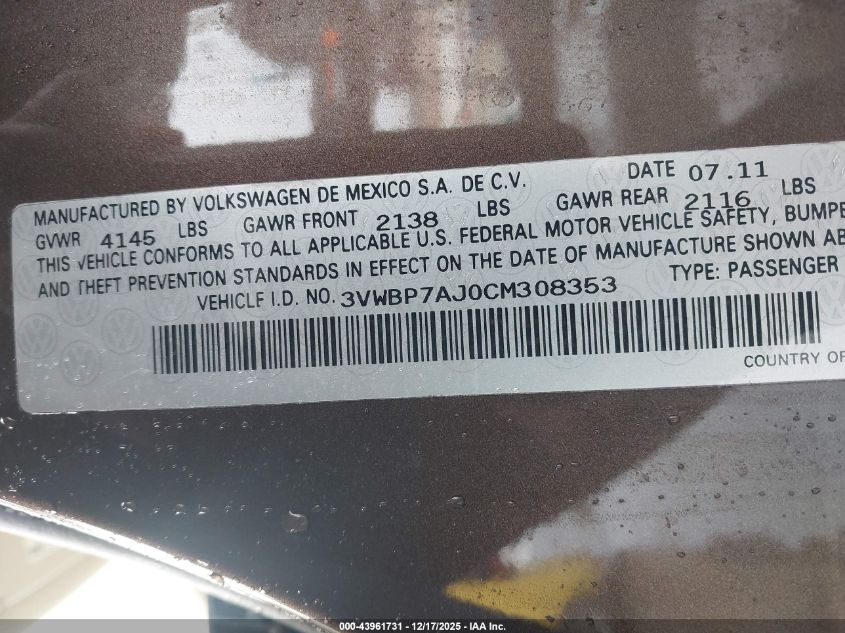 MANUFACTURED BY VOLKSWAGEN DE MEXICO S.A. DE C.V. DATE 07.11
GVWR 4145 LBS GAWR FRONT 2138 LBS GAWR REAR 2116 LBS
THIS VEHICLE CONFORMS TO ALL APPLICABLE U.S. FEDERAL MOTOR VEHICLE SAFETY, BUMPE
AND THEFT PREVENTION STANDARDS IN EFFECT ON THE DATE OF MANUFACTURE SHOWN AB
VEHICLE I.D. NO. 3VWBP7AJ0CM308353 TYPE: PASSENGER
COUNTRY OF
000-43961731 - 12/17/2025 - IAA Inc.